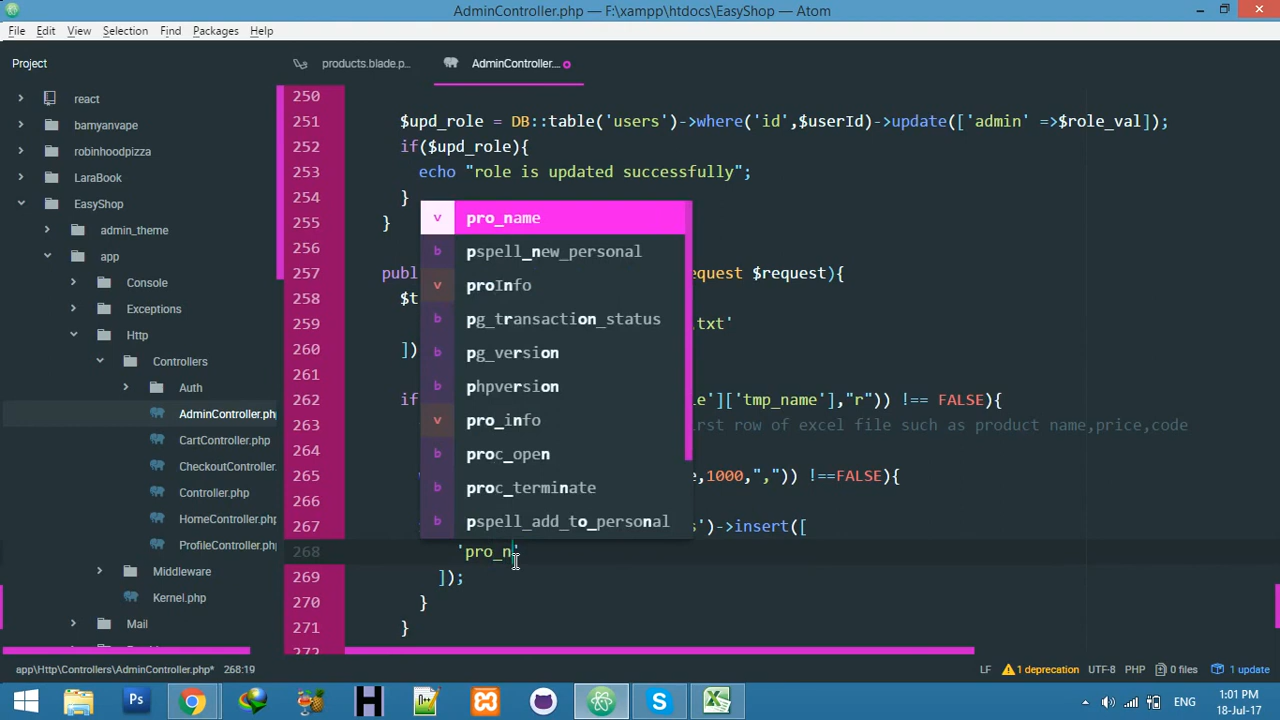 AdminController.php — F:\xampp\htdocs\EasyShop — Atom
File Edit View Selection Find Packages Help
Project
products.blade.p...
AdminController....
react
bamyanvape
robinhoodpizza
LaraBook
EasyShop
admin_theme
app
Console
Exceptions
Http
Controllers
Auth
AdminController.php
CartController.php
CheckoutController.
Controller.php
HomeController.php
ProfileController.php
Middleware
Kernel.php
Mail
250
251 $upd_role = DB::table('users')->where('id',$userId)->update(['admin' =>$role_val]);
252 if($upd_role){
253 echo "role is updated successfully";
254 }
255 }
256
257 publ equest $request){
258 $t
259 ,txt'
260 ])
261
262 if le']['tmp_name'],"r")) !== FALSE){
263 irst row of excel file such as product name,price,code
264
265 e,1000,",")) !==FALSE){
266
267 s')->insert([
268 'pro_n'
269 ]);
270 }
271 }
272
v pro_name
b pspell_new_personal
v proInfo
b pg_transaction_status
b pg_version
b phpversion
v pro_info
b proc_open
b proc_terminate
b pspell_add_to_personal
app\Http\Controllers\AdminController.php* 268:19 LF 1 deprecation UTF-8 PHP 0 files 1 update
Ps
H
S
ENG
1:01 PM
18-Jul-17